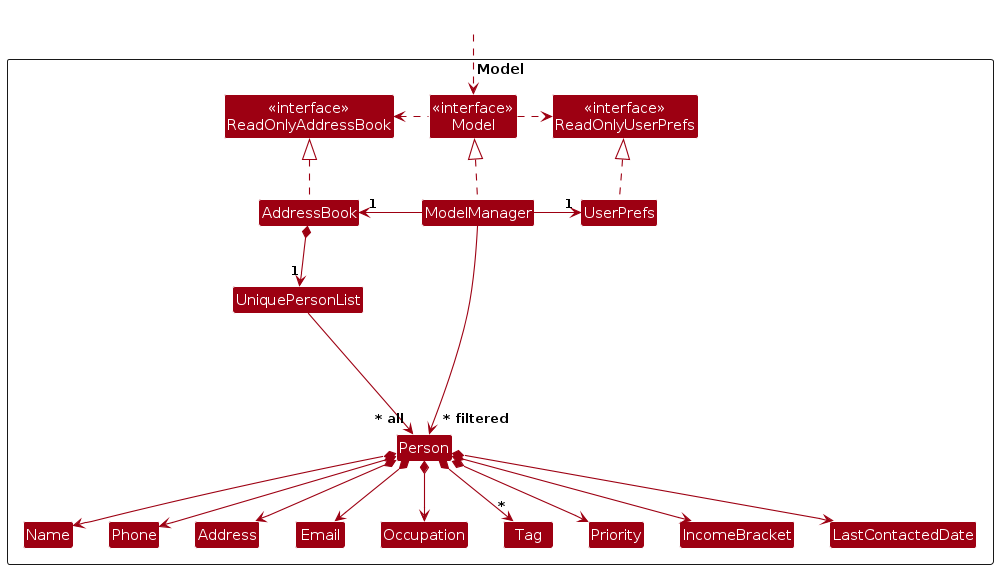 Model
«interface»
ReadOnlyAddressBook
«interface»
Model
«interface»
ReadOnlyUserPrefs
AddressBook
1
ModelManager
1
UserPrefs
1
UniquePersonList
* all
* filtered
Person
*
Name
Phone
Address
Email
Occupation
Tag
Priority
IncomeBracket
LastContactedDate